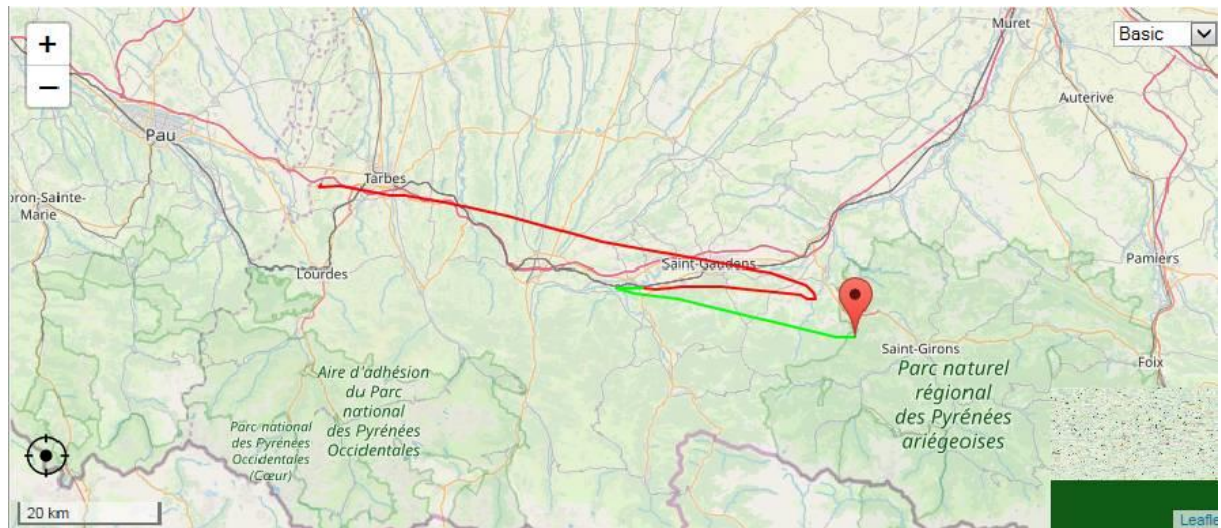 +
−
Basic
Muret
Auterive
Pau
Tarbes
oron-Sainte-
Marie
Lourdes
Saint-Gaudens
Pamiers
Saint-Girons
Foix
Aire d'adhésion
du Parc
national
des Pyrénées
Occidentales
Parc national
des Pyrénées
Occidentales
(Cœur)
Parc naturel
régional
des Pyrénées
ariégeoises
20 km
Leafle